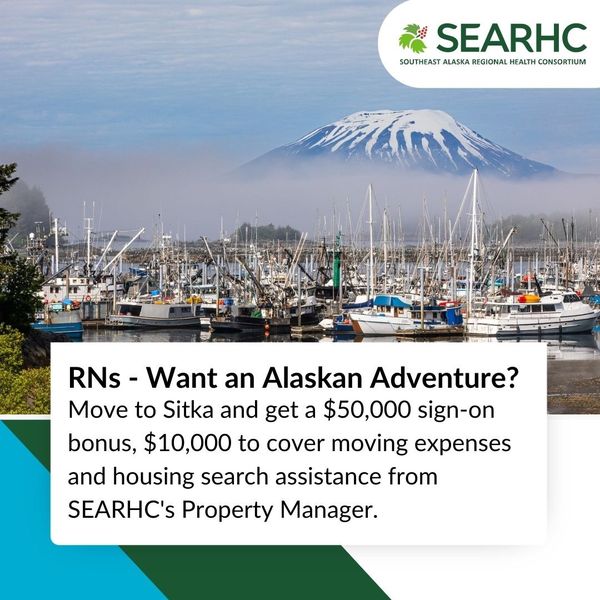 SEARHC
SOUTHEAST ALASKA REGIONAL HEALTH CONSORTIUM
RNs - Want an Alaskan Adventure?
Move to Sitka and get a $50,000 sign-on
bonus, $10,000 to cover moving expenses
and housing search assistance from
SEARHC's Property Manager.